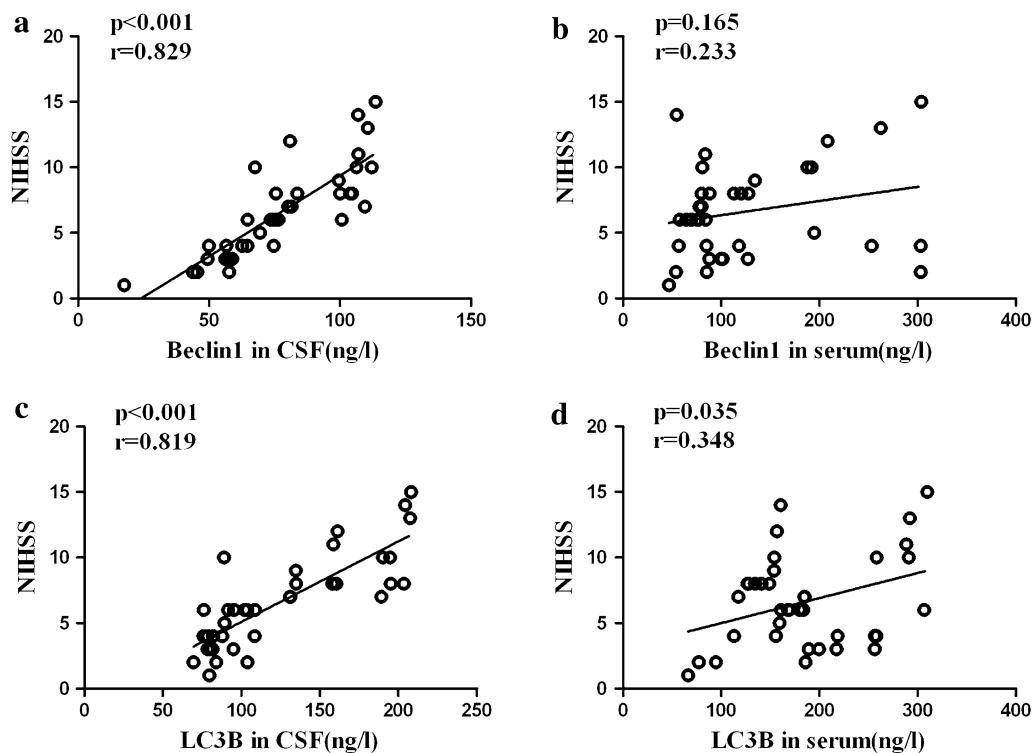 a
p<0.001
r=0.829
20
15
10
5
0
NIHSS
0 50 100 150
Beclin1 in CSF(ng/l)
b
p=0.165
r=0.233
20
15
10
5
0
NIHSS
0 100 200 300 400
Beclin1 in serum(ng/l)
c
p<0.001
r=0.819
20
15
10
5
0
NIHSS
0 50 100 150 200 250
LC3B in CSF(ng/l)
d
p=0.035
r=0.348
20
15
10
5
0
NIHSS
0 100 200 300 400
LC3B in serum(ng/l)